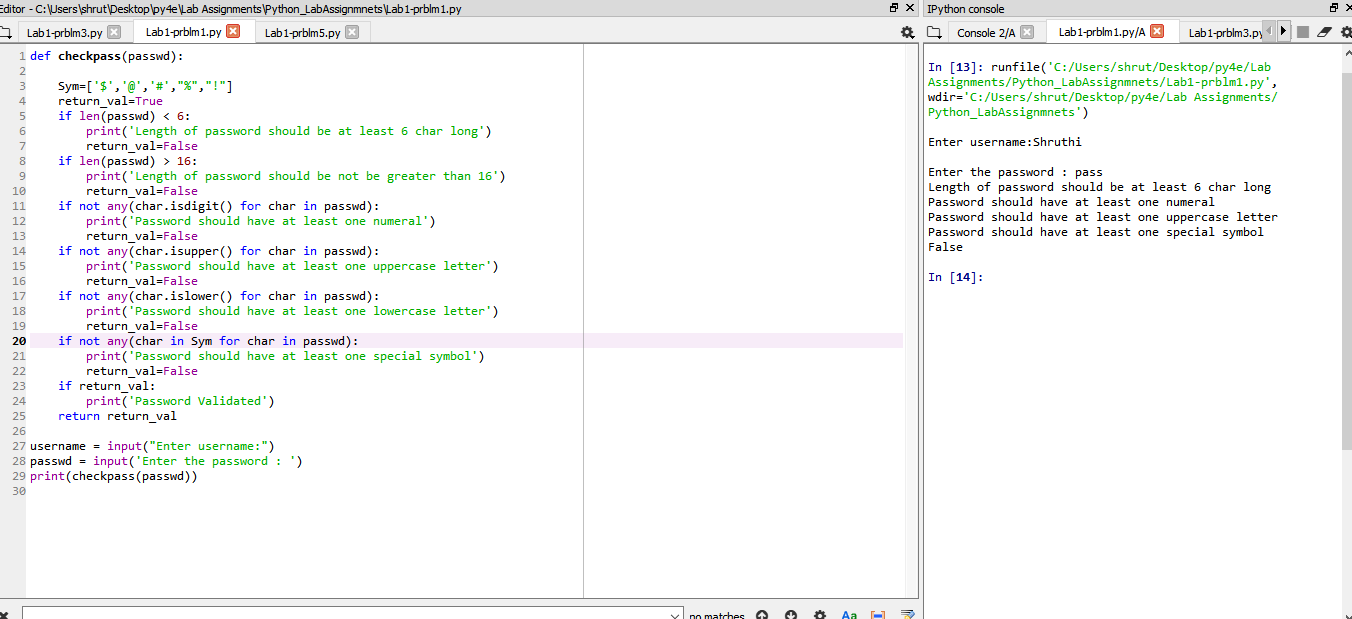 Editor - C:\Users\shrut\Desktop\py4e\Lab Assignments\Python_LabAssignmnets\Lab1-prblm1.py
Lab1-prblm3.py Lab1-prblm1.py Lab1-prblm5.py
1 def checkpass(passwd):
2
3 Sym=['$','@','#',"%","!"]
4 return_val=True
5 if len(passwd) < 6:
6 print('Length of password should be at least 6 char long')
7 return_val=False
8 if len(passwd) > 16:
9 print('Length of password should be not be greater than 16')
10 return_val=False
11 if not any(char.isdigit() for char in passwd):
12 print('Password should have at least one numeral')
13 return_val=False
14 if not any(char.isupper() for char in passwd):
15 print('Password should have at least one uppercase letter')
16 return_val=False
17 if not any(char.islower() for char in passwd):
18 print('Password should have at least one lowercase letter')
19 return_val=False
20 if not any(char in Sym for char in passwd):
21 print('Password should have at least one special symbol')
22 return_val=False
23 if return_val:
24 print('Password Validated')
25 return return_val
26
27 username = input("Enter username:")
28 passwd = input('Enter the password : ')
29 print(checkpass(passwd))
30
no matches
Aa
IPython console
Console 2/A Lab1-prblm1.py/A Lab1-prblm3.py
In [13]: runfile('C:/Users/shrut/Desktop/py4e/Lab
Assignments/Python_LabAssignmnets/Lab1-prblm1.py',
wdir='C:/Users/shrut/Desktop/py4e/Lab Assignments/
Python_LabAssignmnets')
Enter username:Shruthi
Enter the password : pass
Length of password should be at least 6 char long
Password should have at least one numeral
Password should have at least one uppercase letter
Password should have at least one special symbol
False
In [14]: